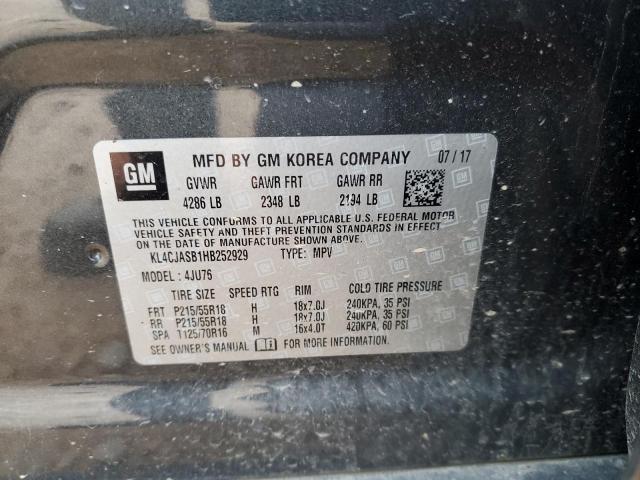 GM
MFD BY GM KOREA COMPANY 07 / 17
GVWR GAWR FRT GAWR RR
4286 LB 2348 LB 2194 LB
THIS VEHICLE CONFORMS TO ALL APPLICABLE U.S. FEDERAL MOTOR
VEHICLE SAFETY AND THEFT PREVENTION STANDARDS IN EFFECT
ON THE DATE OF MANUFACTURE SHOWN ABOVE.
KL4CJASB1HB252929 TYPE: MPV
MODEL: 4JU76
TIRE SIZE SPEED RTG RIM COLD TIRE PRESSURE
FRT P215/55R18 H 18x7.0J 240KPA, 35 PSI
RR P215/55R18 H 18x7.0J 240KPA, 35 PSI
SPA T125/70R16 M 16x4.0T 420KPA, 60 PSI
SEE OWNER'S MANUAL FOR MORE INFORMATION.